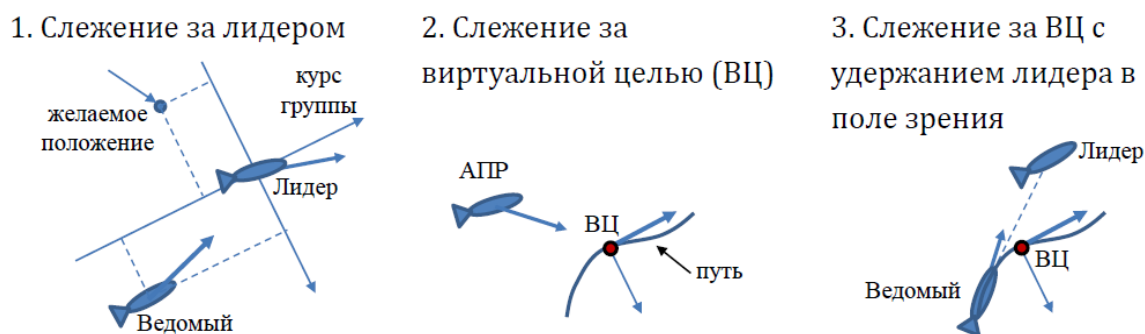 1. Слежение за лидером
курс
группы
желаемое
положение
Лидер
Ведомый
2. Слежение за
виртуальной целью (ВЦ)
АПР
ВЦ
путь
3. Слежение за ВЦ с
удержанием лидера в
поле зрения
Лидер
ВЦ
Ведомый